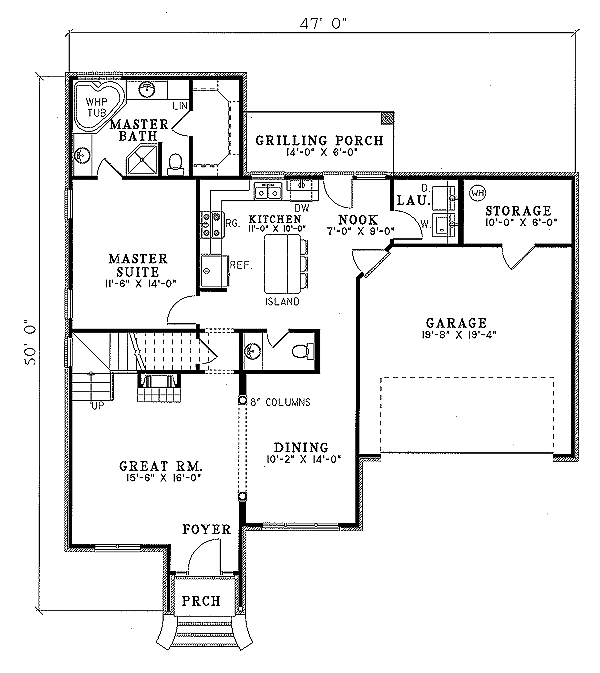 47' 0"
50' 0"
WHP
TUB
LIN
MASTER
BATH
GRILLING PORCH
14'-0" X 6'-0"
D.
LAU.
W.
WH
STORAGE
10'-0" X 6'-0"
DW
KITCHEN
11'-0" X 10'-0"
RG.
NOOK
7'-0" X 9'-0"
REF.
ISLAND
MASTER
SUITE
11'-6" X 14'-0"
GARAGE
19'-8" X 19'-4"
UP
8" COLUMNS
GREAT RM.
15'-6" X 16'-0"
DINING
10'-2" X 14'-0"
FOYER
PRCH